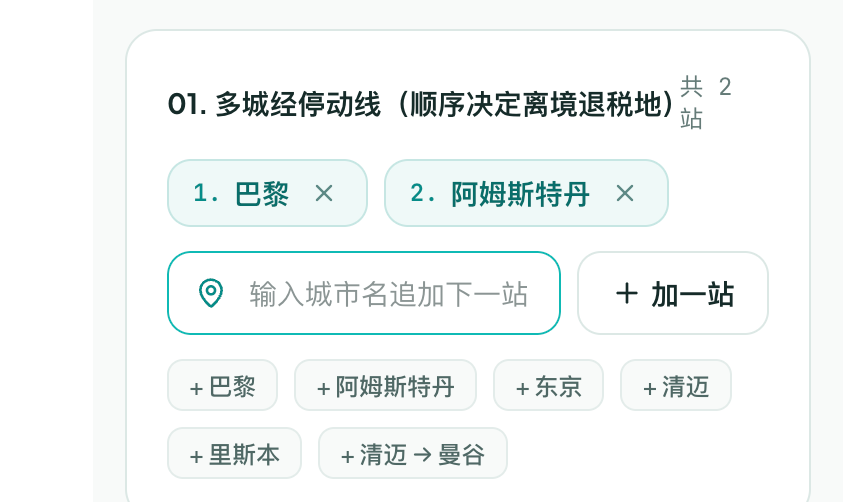 01. 多城经停动线（顺序决定离境退税地） 共 2 站
1. 巴黎 × 2. 阿姆斯特丹 ×
输入城市名追加下一站 + 加一站
+ 巴黎 + 阿姆斯特丹 + 东京 + 清迈
+ 里斯本 + 清迈 → 曼谷